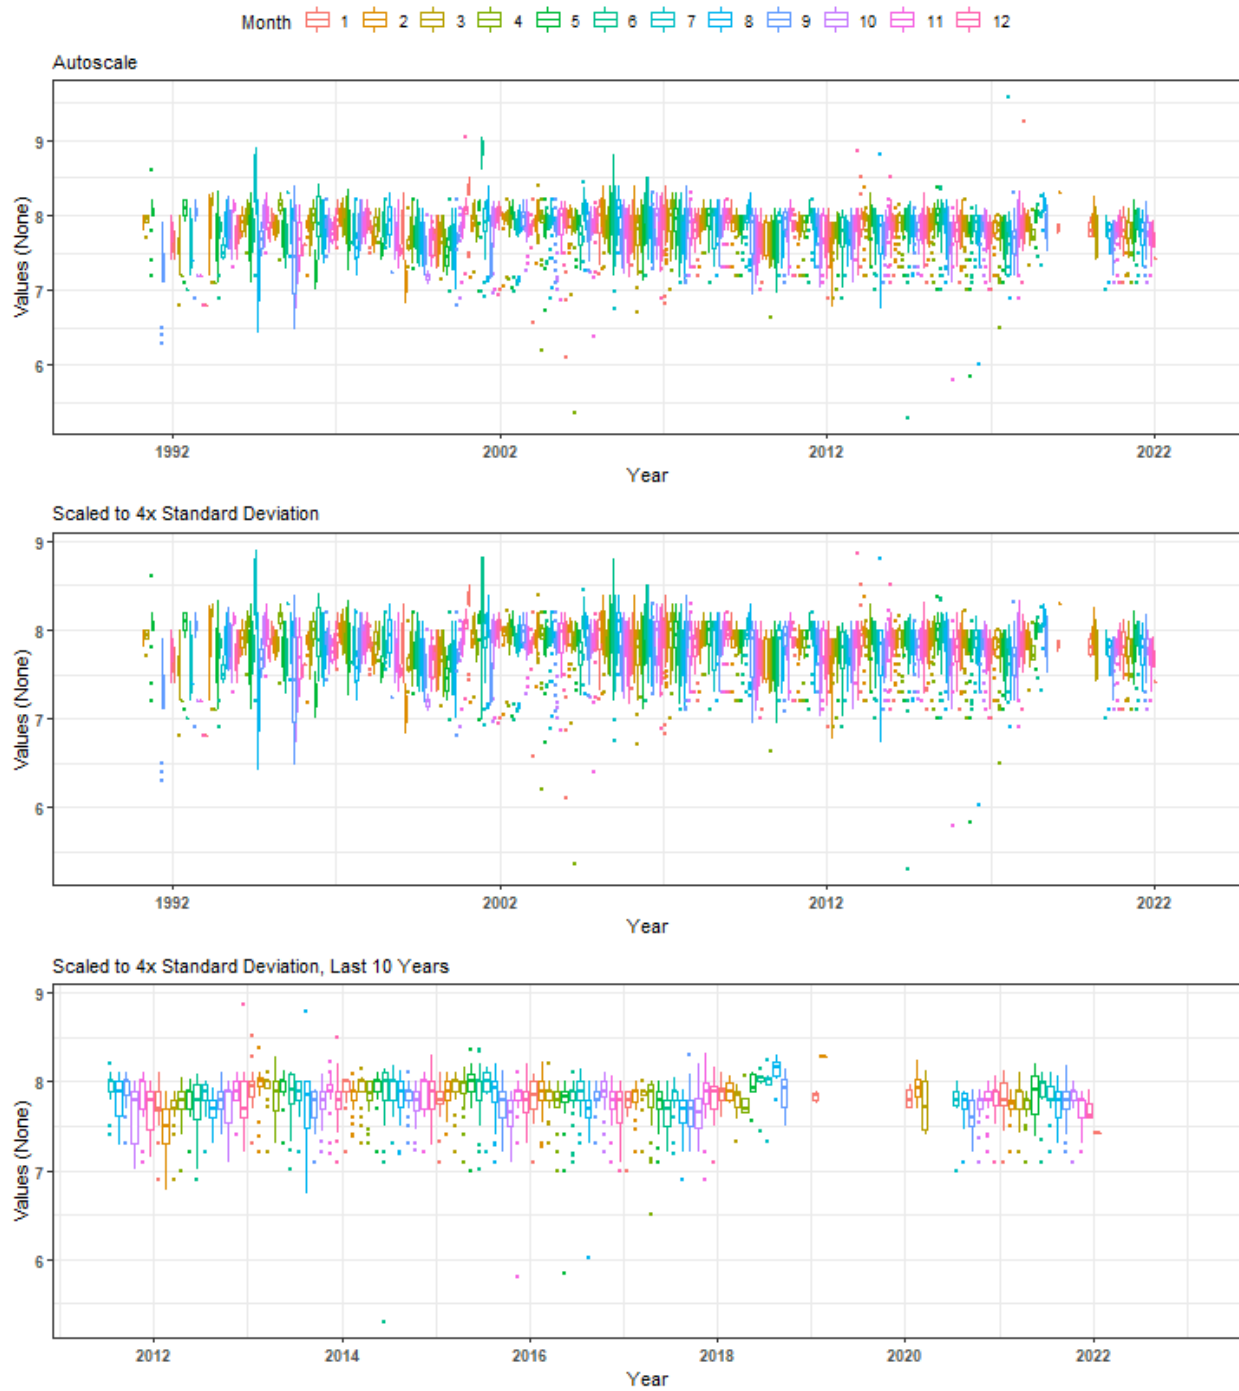 Month 1 2 3 4 5 6 7 8 9 10 11 12
Autoscale
Values (None)
9
8
7
6
1992 2002 2012 2022
Year
Scaled to 4x Standard Deviation
Values (None)
9
8
7
6
1992 2002 2012 2022
Year
Scaled to 4x Standard Deviation, Last 10 Years
Values (None)
9
8
7
6
2012 2014 2016 2018 2020 2022
Year